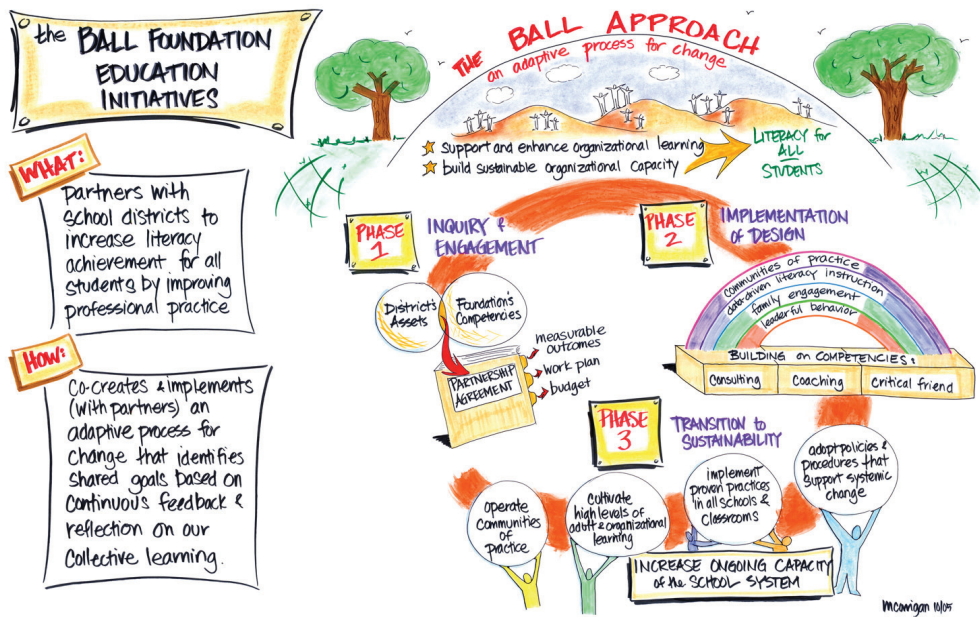 the BALL FOUNDATION
EDUCATION
INITIATIVES
WHAT:
partners with
school districts to
increase literacy
achievement for all
students by improving
professional practice
HOW:
Co-creates & implements
(with partners) an
adaptive process for
change that identifies
shared goals based on
continuous feedback &
reflection on our
collective learning.
THE BALL APPROACH
an adaptive process for change
support and enhance organizational learning
build sustainable organizational capacity
LITERACY for
ALL
STUDENTS
PHASE
1
INQUIRY &
ENGAGEMENT
District's
Assets
Foundation's
Competencies
PARTNERSHIP
AGREEMENT
measurable
outcomes
work plan
budget
PHASE
2
IMPLEMENTATION
of DESIGN
communities of practice
data-driven literacy instruction
family engagement
leaderful behavior
BUILDING on COMPETENCIES:
Consulting
Coaching
critical friend
PHASE
3
TRANSITION to
SUSTAINABILITY
operate
communities
of
practice
cultivate
high levels of
adult & organizational
learning
implement
proven practices
in all schools &
classrooms
adopt policies &
procedures that
support systemic
change
INCREASE ONGOING CAPACITY
of the SCHOOL SYSTEM
10/05